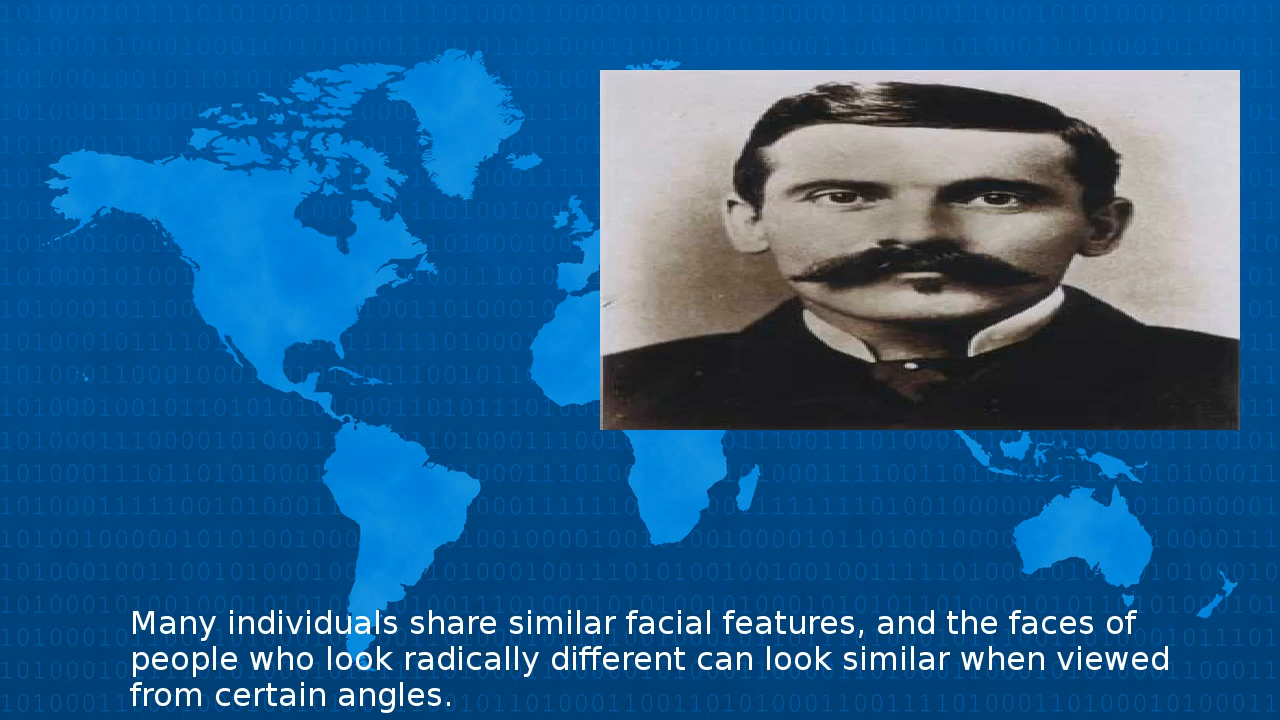 Many individuals share similar facial features, and the faces of
people who look radically different can look similar when viewed
from certain angles.